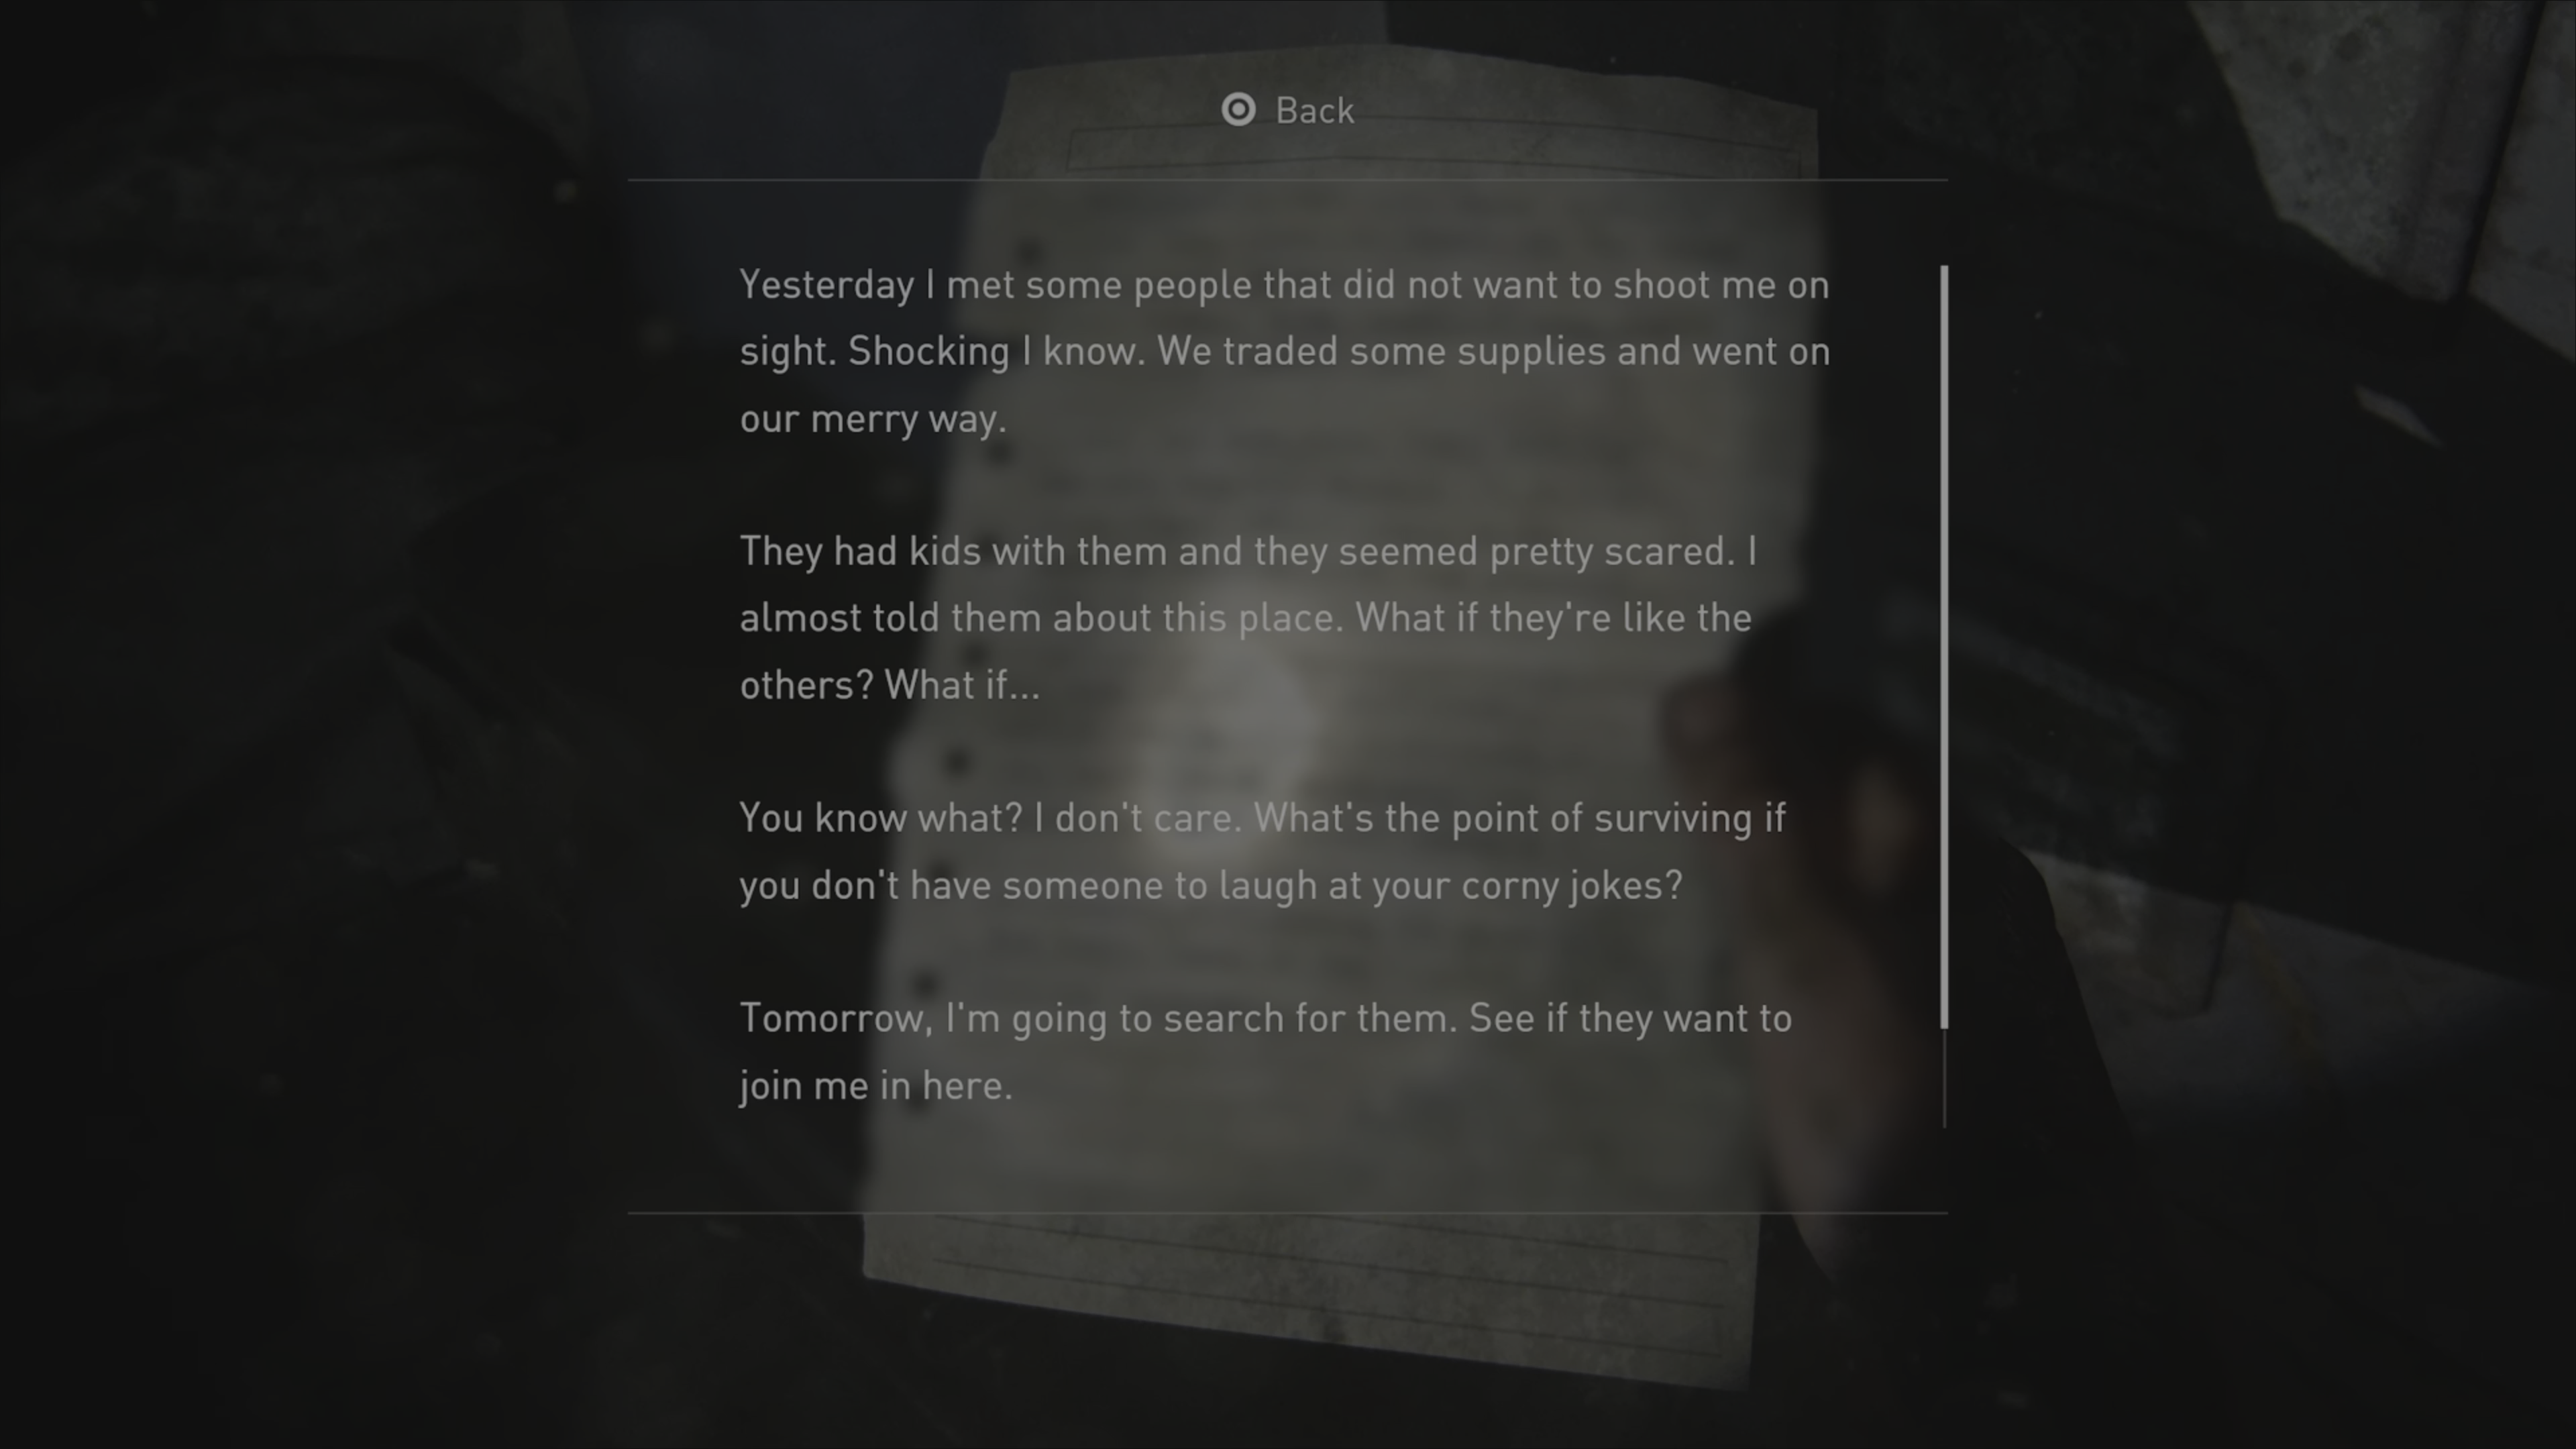 Back
Yesterday I met some people that did not want to shoot me on
sight. Shocking I know. We traded some supplies and went on
our merry way.
They had kids with them and they seemed pretty scared. I
almost told them about this place. What if they're like the
others? What if...
You know what? I don't care. What's the point of surviving if
you don't have someone to laugh at your corny jokes?
Tomorrow, I'm going to search for them. See if they want to
join me in here.